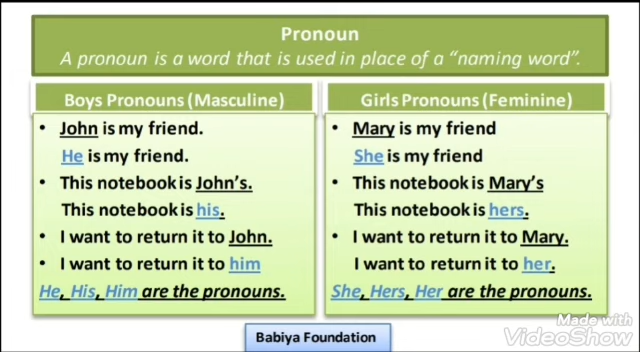 Pronoun
A pronoun is a word that is used in place of a “naming word”.
Boys Pronouns (Masculine)
• John is my friend.
He is my friend.
• This notebook is John’s.
This notebook is his.
• I want to return it to John.
• I want to return it to him
He, His, Him are the pronouns.
Girls Pronouns (Feminine)
• Mary is my friend
She is my friend
• This notebook is Mary’s
This notebook is hers.
• I want to return it to Mary.
I want to return it to her.
She, Hers, Her are the pronouns.
Babiya Foundation
Made with
VideoShow